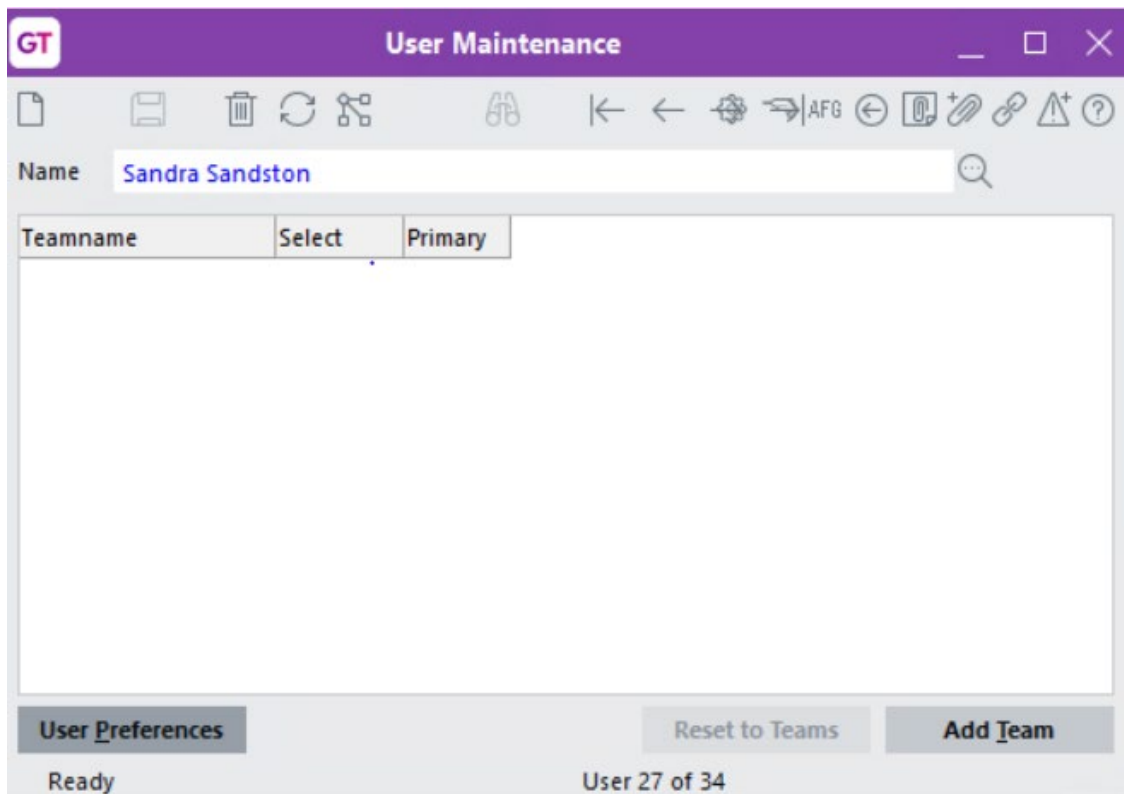 GT User Maintenance
AFG
Name Sandra Sandston
Teamname Select Primary
User Preferences Reset to Teams Add Team
Ready User 27 of 34